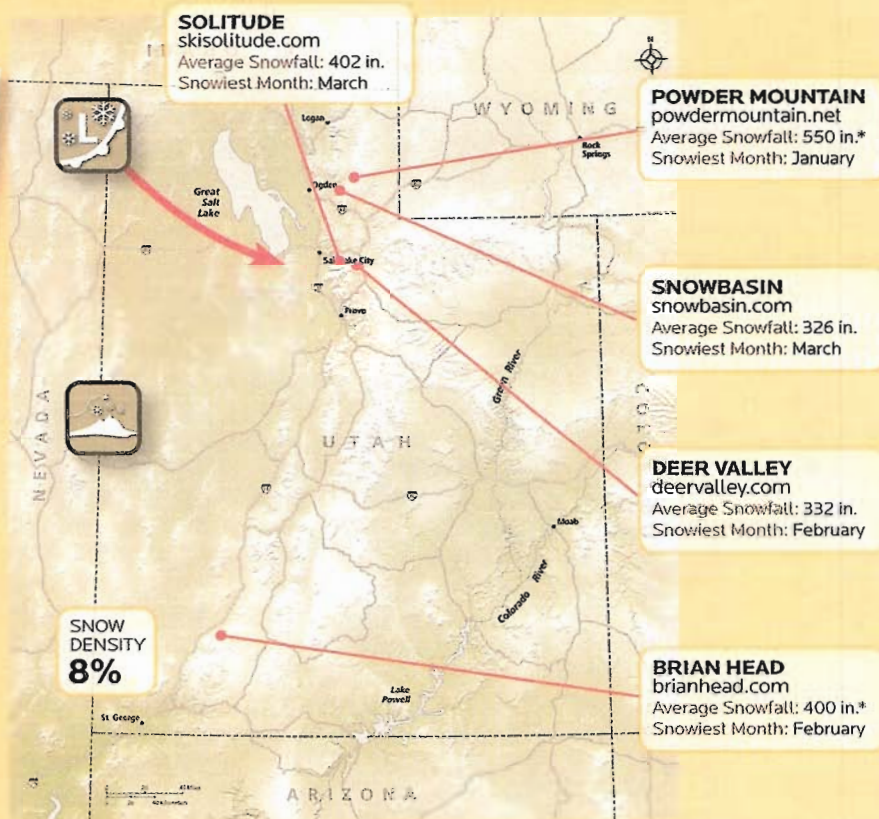 SOLITUDE
skisolitude.com
Average Snowfall: 402 in.
Snowiest Month: March
N
WYOMING
POWDER MOUNTAIN
powdermountain.net
Average Snowfall: 550 in.*
Snowiest Month: January
L
Logan
Rock
Springs
Great
Salt
Lake
Ogden
Salt Lake City
Provo
SNOWBASIN
snowbasin.com
Average Snowfall: 326 in.
Snowiest Month: March
NEVADA
Green River
UTAH
DEER VALLEY
deervalley.com
Average Snowfall: 332 in.
Snowiest Month: February
Moab
Colorado River
SNOW
DENSITY
8%
BRIAN HEAD
brianhead.com
Average Snowfall: 400 in.*
Snowiest Month: February
Lake
Powell
St. George
ARIZONA